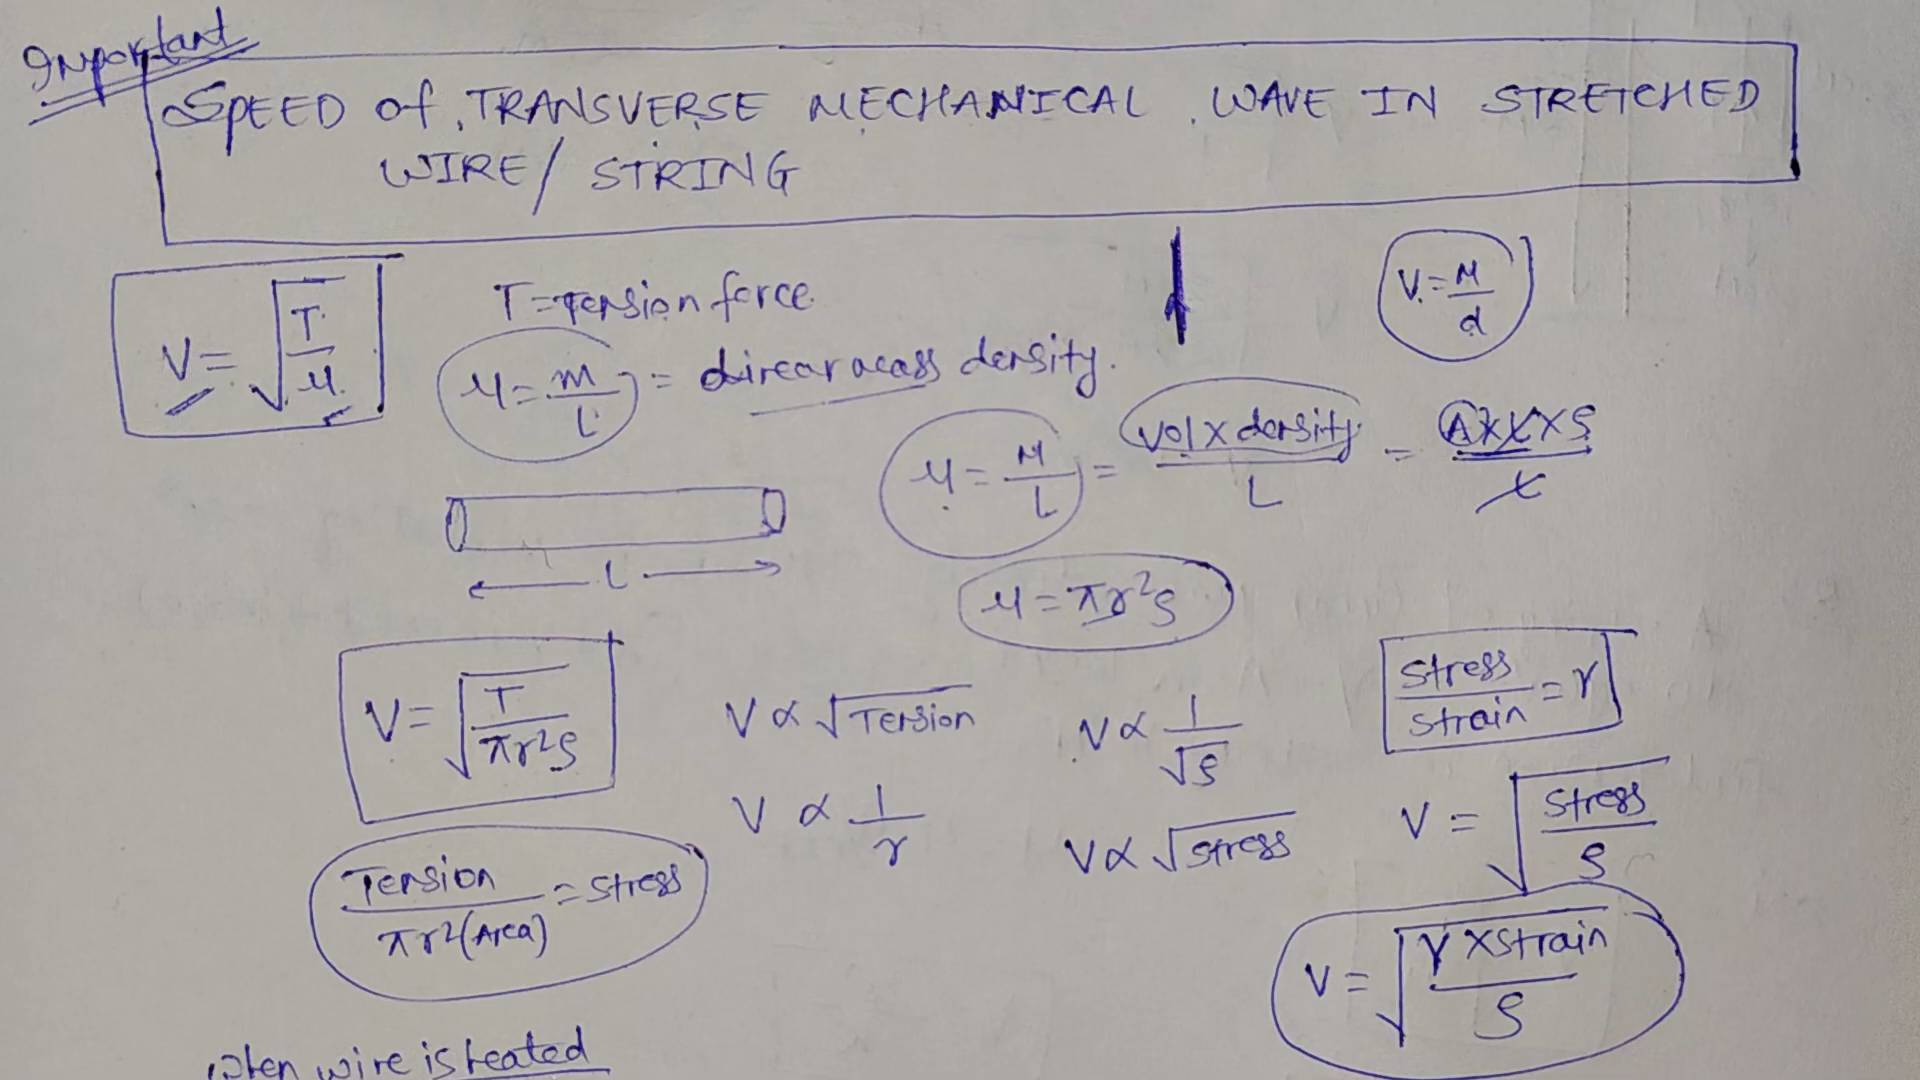 Important
SPEED of TRANSVERSE MECHANICAL WAVE IN STRETCHED
WIRE/ STRING
V = √(T/μ)
T = Tension force
V = M/d
μ = m/L = Linear mass density.
μ = M/L = Vol x density/L = A x L x ρ/L
L
μ = πr²ρ
V = √(T/πr²ρ)
V ∝ √Tension
V ∝ 1/√ρ
Stress/Strain = Y
V ∝ 1/r
V ∝ √stress
V = √(Stress/ρ)
Tension/πr²(Area) = stress
V = √(Y x strain/ρ)
When wire is heated